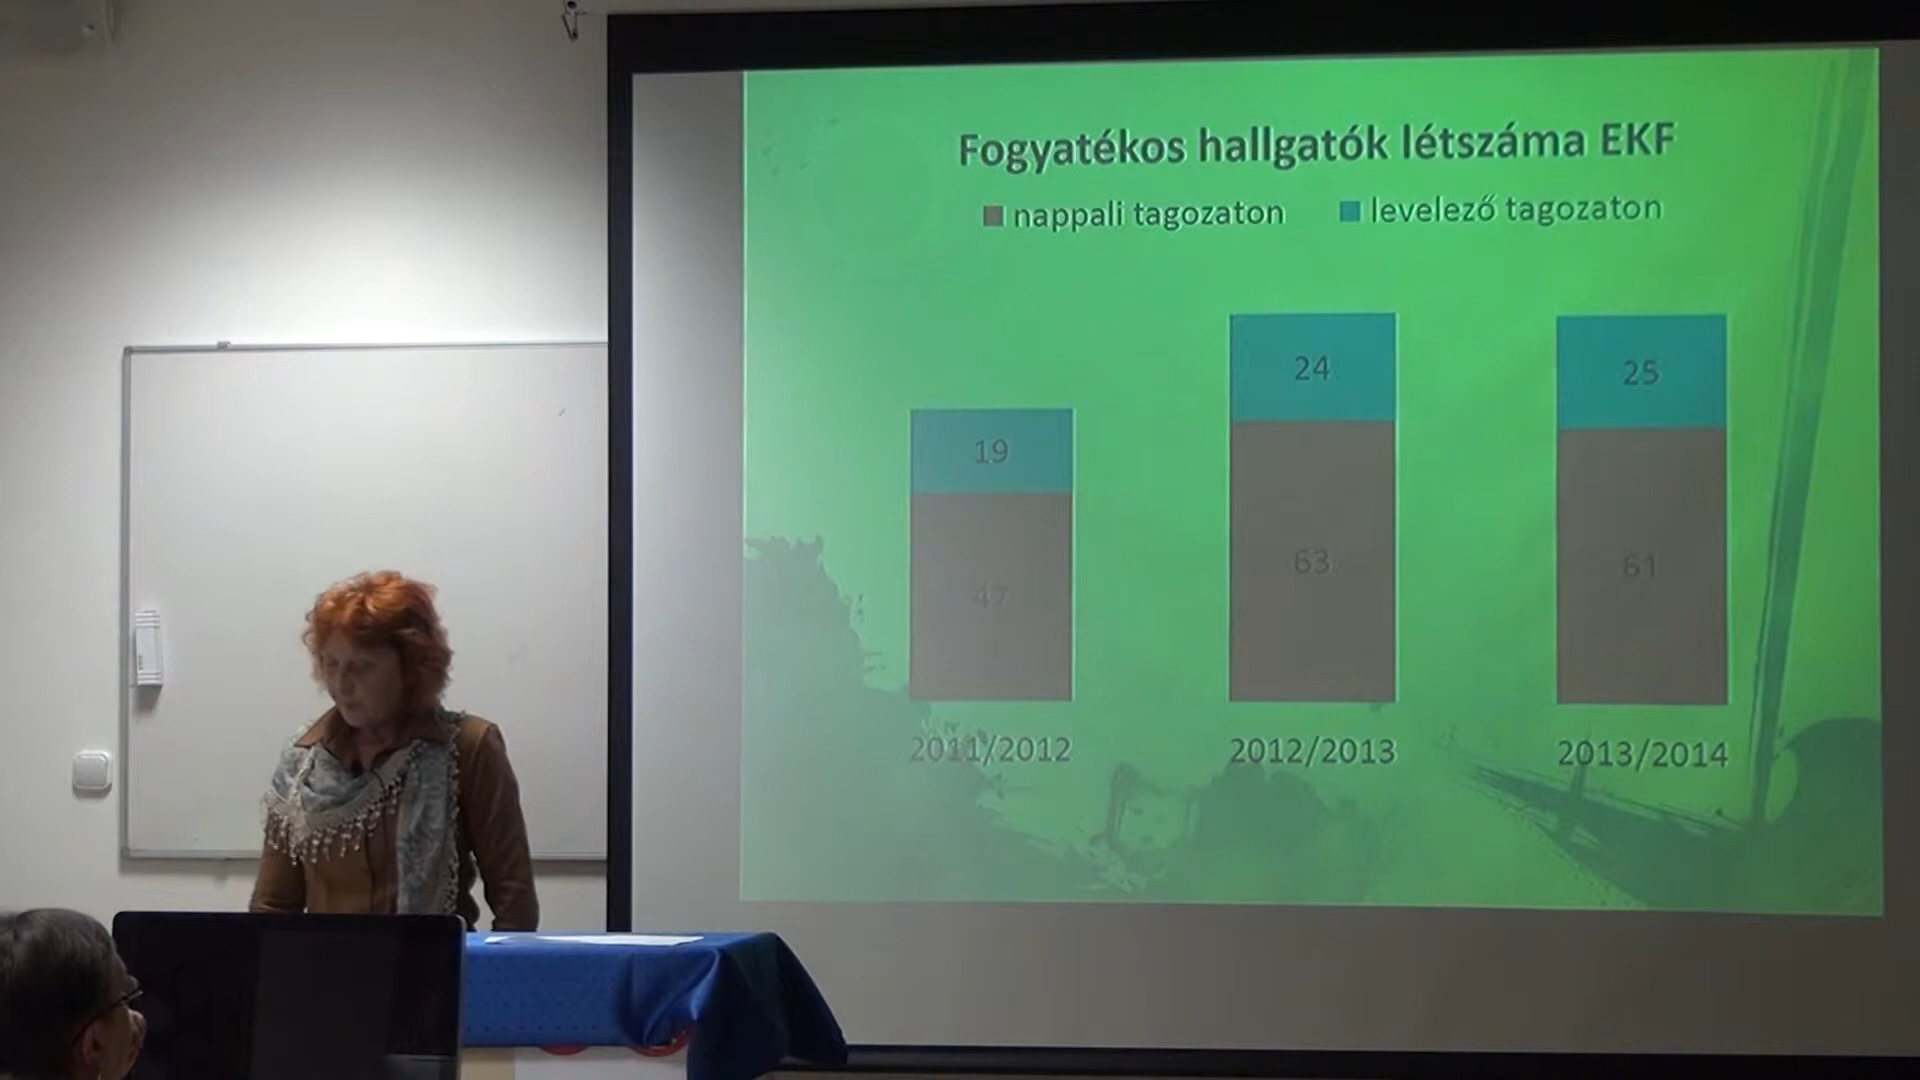 Fogyatékos hallgatók létszáma EKF
nappali tagozaton levelező tagozaton
19 24 25
47 63 61
2011/2012 2012/2013 2013/2014